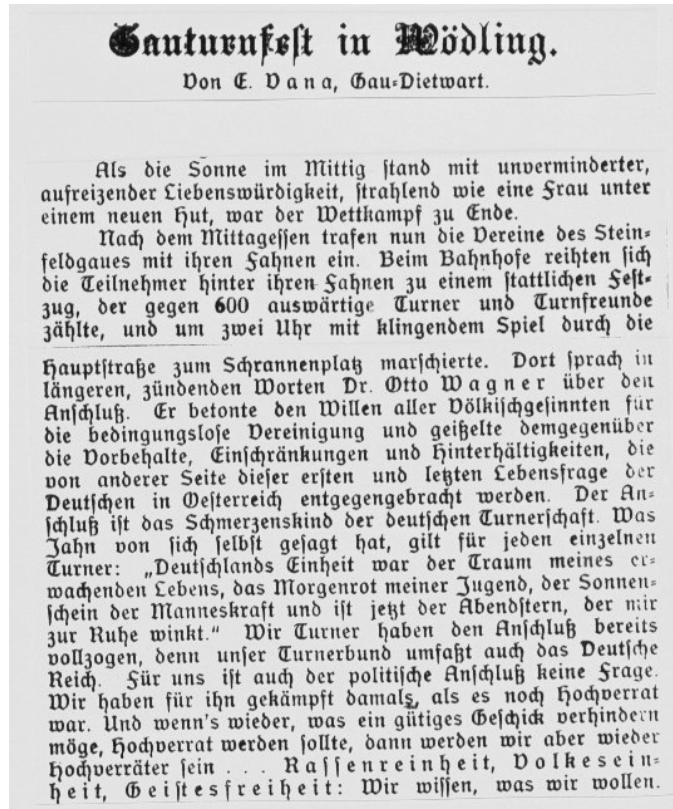 Gauturnfest in Mödling.
Von E. Vana, Gau-Dietwart.
Als die Sonne im Mittig stand mit unverminderter,
aufreizender Liebenswürdigkeit, strahlend wie eine Frau unter
einem neuen Hut, war der Wettkampf zu Ende.
Nach dem Mittagessen trafen nun die Vereine des Stein-
feldgaues mit ihren Fahnen ein. Beim Bahnhofe reihten sich
die Teilnehmer hinter ihren Fahnen zu einem stattlichen Fest-
zug, der gegen 600 auswärtige Turner und Turnfreunde
zählte, und um zwei Uhr mit klingendem Spiel durch die
Hauptstraße zum Schrannenplatz marschierte. Dort sprach in
längeren, zündenden Worten Dr. Otto Wagner über den
Anschluß. Er betonte den Willen aller Völkischgesinnten für
die bedingungslose Vereinigung und geißelte demgegenüber
die Vorbehalte, Einschränkungen und Hinterhältigkeiten, die
von anderer Seite dieser ersten und letzten Lebensfrage der
Deutschen in Oesterreich entgegengebracht werden. Der An-
schluß ist das Schmerzenskind der deutschen Turnerschaft. Was
Jahn von sich selbst gesagt hat, gilt für jeden einzelnen
Turner: „Deutschlands Einheit war der Traum meines er-
wachenden Lebens, das Morgenrot meiner Jugend, der Sonnen-
schein der Manneskraft und ist jetzt der Abendstern, der mir
zur Ruhe winkt.“ Wir Turner haben den Anschluß bereits
vollzogen, denn unser Turnerbund umfaßt auch das Deutsche
Reich. Für uns ist auch der politische Anschluß keine Frage.
Wir haben für ihn gekämpft damals, als es noch Hochverrat
war. Und wenn's wieder, was ein gütiges Geschick verhindern
möge, Hochverrat werden sollte, dann werden wir aber wieder
Hochverräter sein . . . Rassenreinheit, Volkesein-
heit, Geistesfreiheit: Wir wissen, was wir wollen.